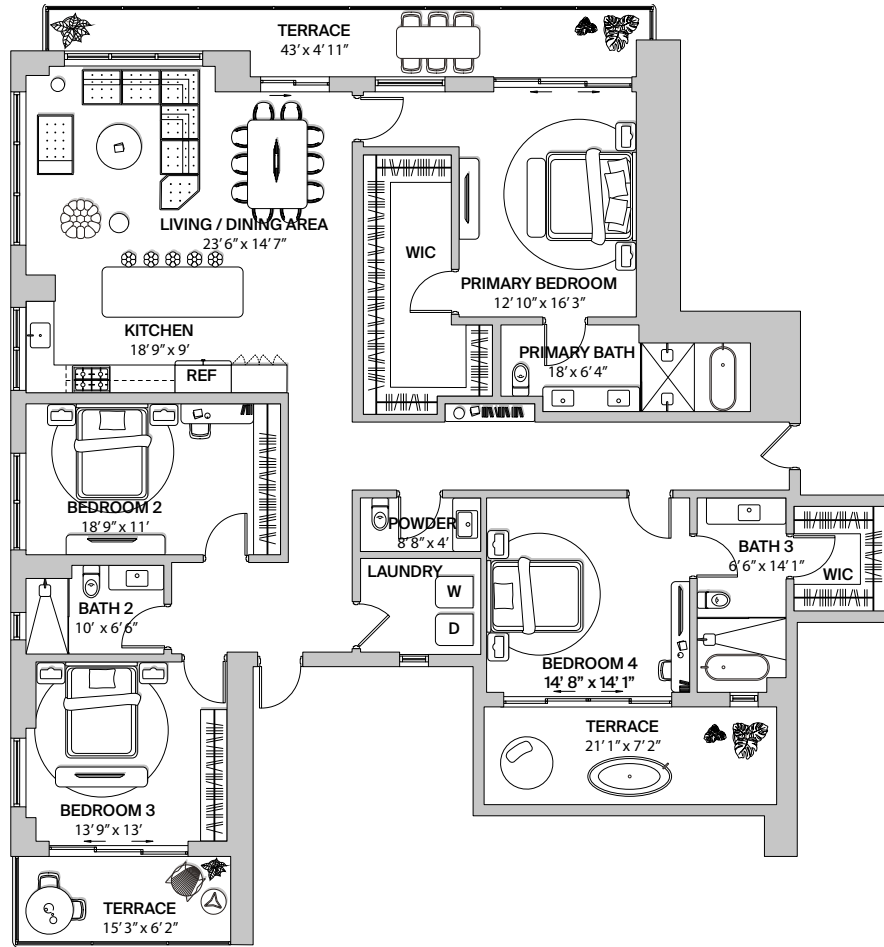 TERRACE
43' x 4' 11"
LIVING / DINING AREA
23' 6" x 14' 7"
WIC
PRIMARY BEDROOM
12' 10" x 16' 3"
KITCHEN
18' 9" x 9'
REF
PRIMARY BATH
18' x 6' 4"
BEDROOM 2
18' 9" x 11'
POWDER
8' 8" x 4'
LAUNDRY
W
D
BATH 3
6' 6" x 14' 1"
WIC
BATH 2
10' x 6' 6"
BEDROOM 4
14' 8" x 14' 1"
TERRACE
21' 1" x 7' 2"
BEDROOM 3
13' 9" x 13'
TERRACE
15' 3" x 6' 2"